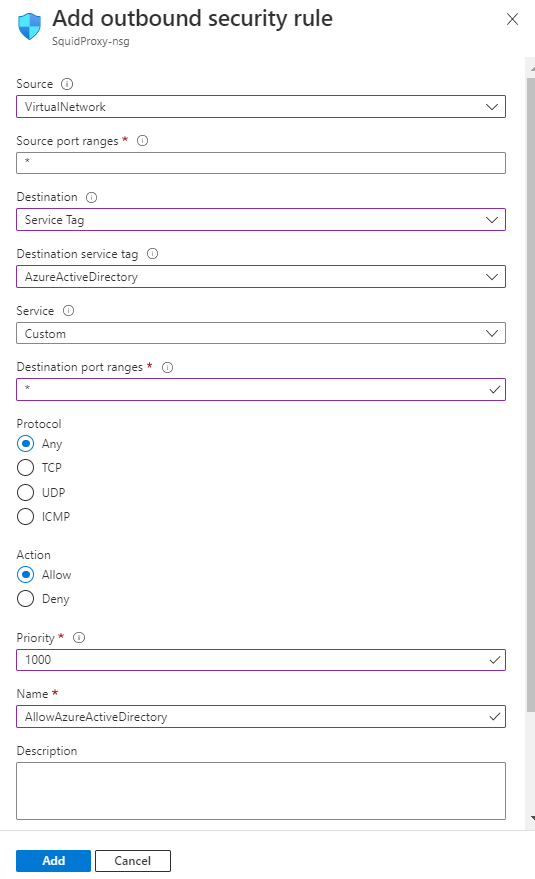 Add outbound security rule
SquidProxy-nsg
Source
VirtualNetwork
Source port ranges *
*
Destination
Service Tag
Destination service tag
AzureActiveDirectory
Service
Custom
Destination port ranges *
*
Protocol
Any
TCP
UDP
ICMP
Action
Allow
Deny
Priority *
1000
Name *
AllowAzureActiveDirectory
Description
Add Cancel